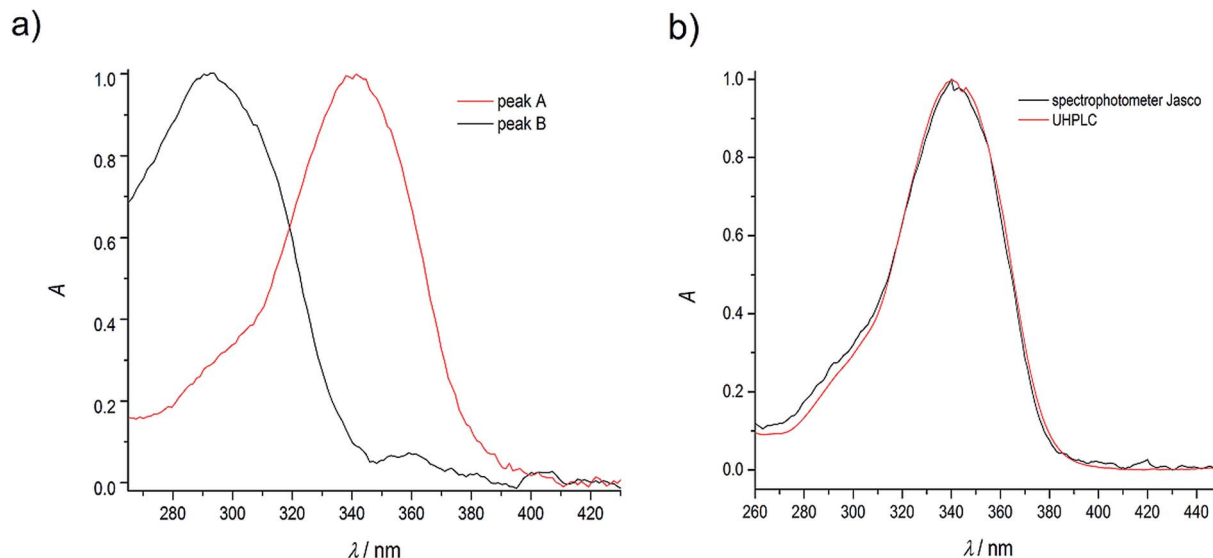 a)
peak A
peak B
1.0
0.8
0.6
0.4
0.2
0.0
A
280 300 320 340 360 380 400 420
λ / nm
b)
spectrophotometer Jasco
UHPLC
1.0
0.8
0.6
0.4
0.2
0.0
A
260 280 300 320 340 360 380 400 420 440
λ / nm